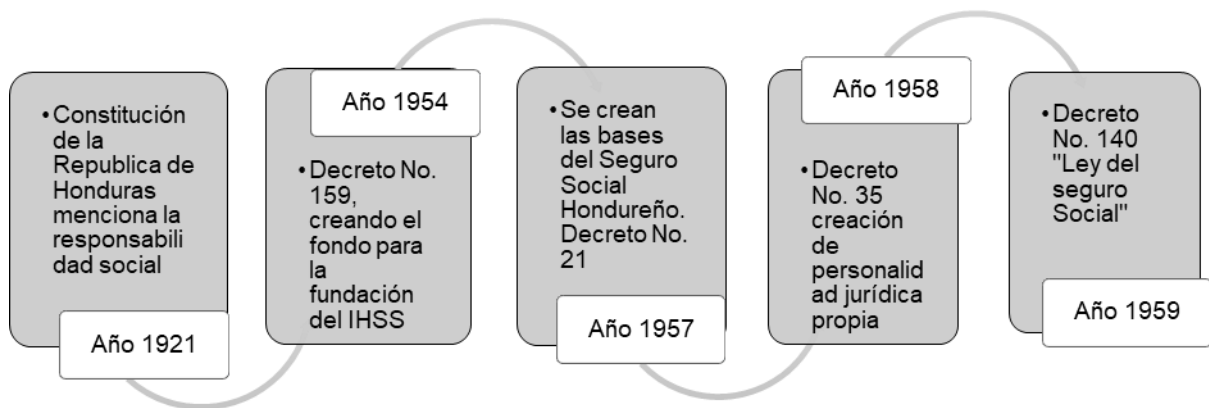 •Constitución
de la
Republica de
Honduras
menciona la
responsabili
dad social
Año 1921
Año 1954
•Decreto No.
159,
creando el
fondo para
la
fundación
del IHSS
•Se crean
las bases
del Seguro
Social
Hondureño.
Decreto No.
21
Año 1957
Año 1958
•Decreto
No. 35
creación
de
personalid
ad jurídica
propia
•Decreto
No. 140
"Ley del
seguro
Social"
Año 1959